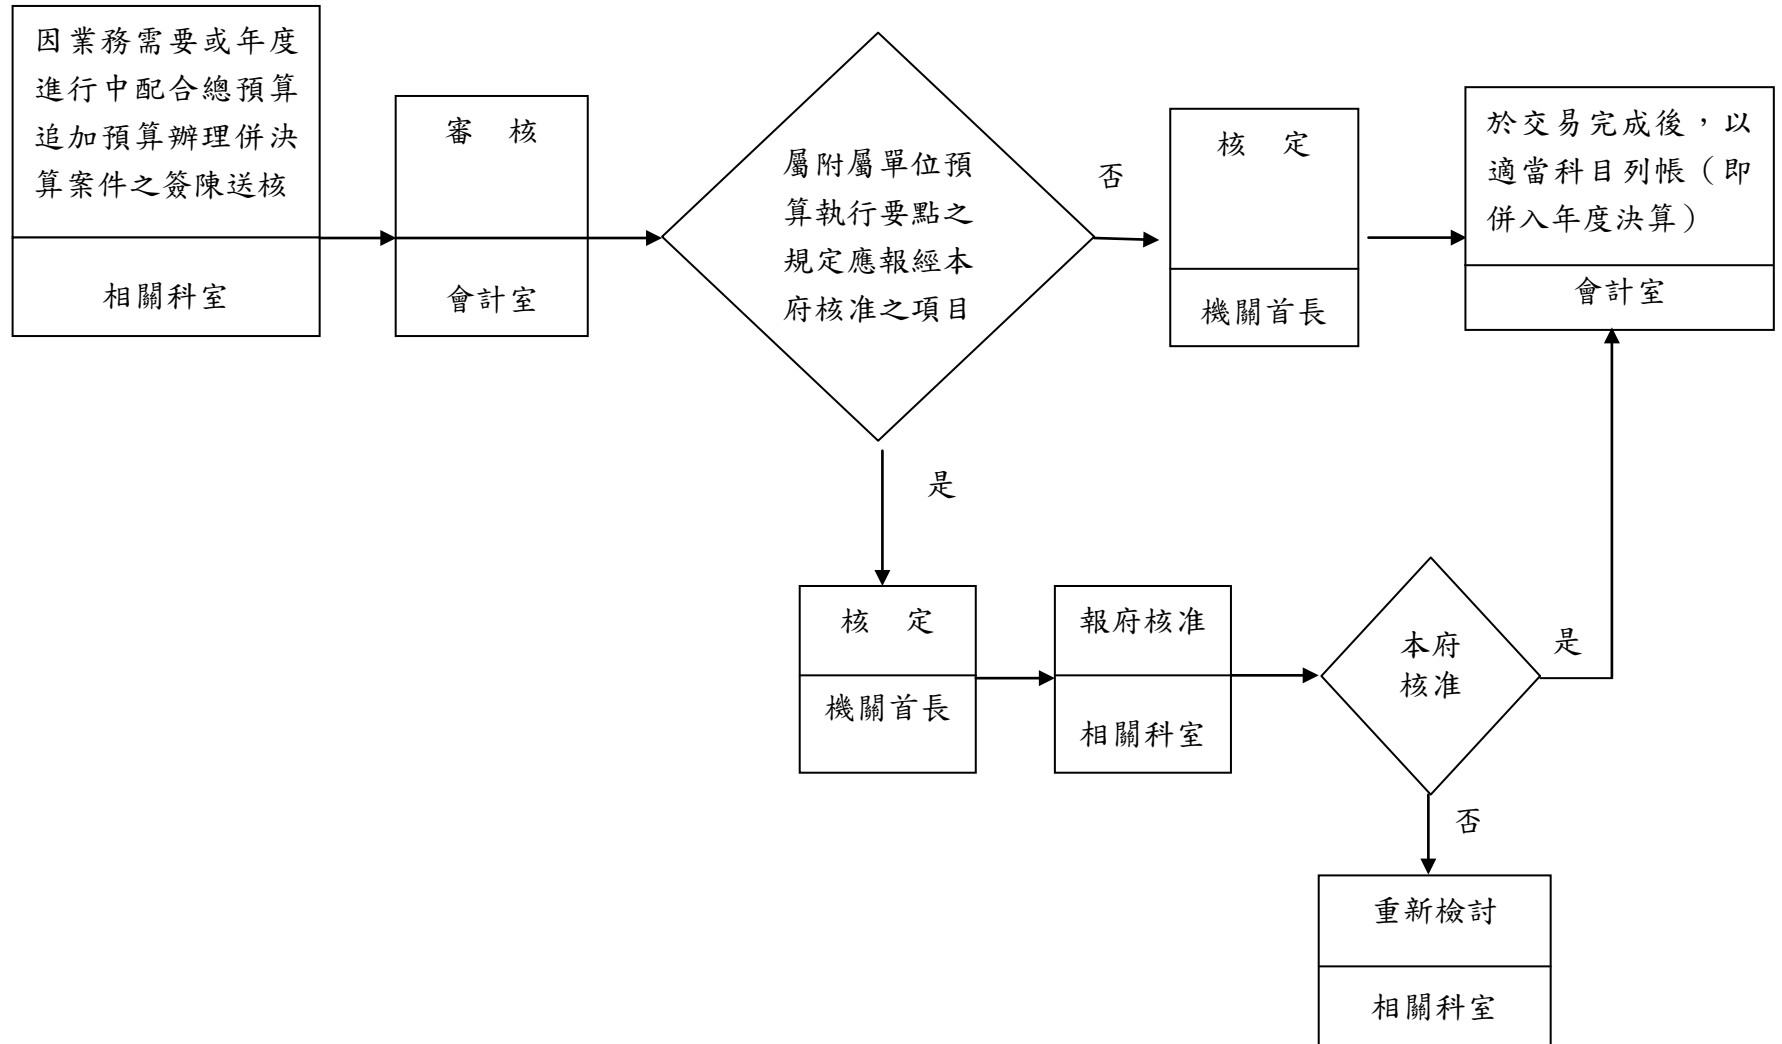 因業務需要或年度
進行中配合總預算
追加預算辦理併決
算案件之簽陳送核
相關科室
審 核
會計室
屬附屬單位預
算執行要點之
規定應報經本
府核准之項目
否
核 定
機關首長
於交易完成後，以
適當科目列帳（即
併入年度決算）
會計室
是
核 定
機關首長
報府核准
相關科室
本府
核准
是
否
重新檢討
相關科室